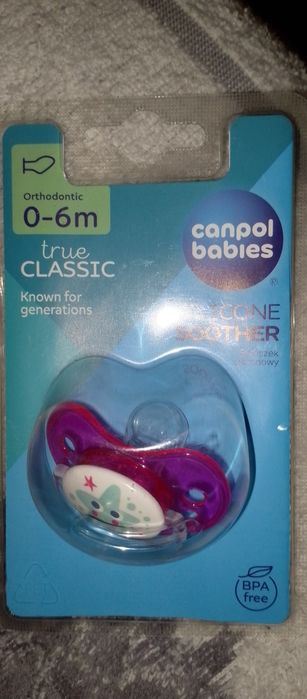 Orthodontic
0-6m
canpol
babies
®
true
CLASSIC
Known for
generations
SOOTHER
BPA
free